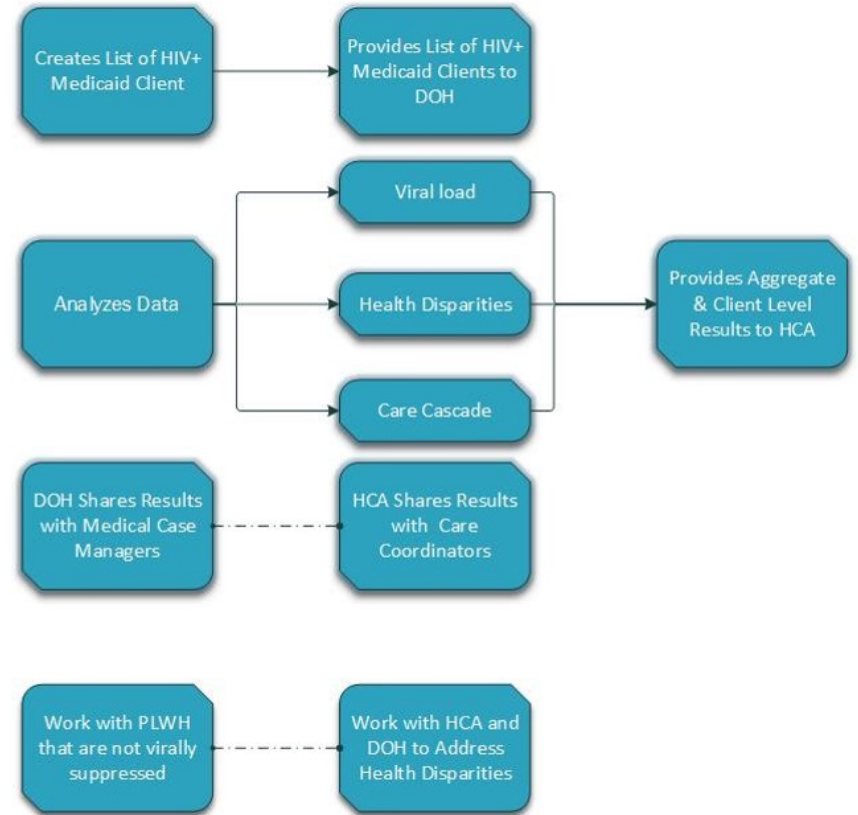 Creates List of HIV+
Medicaid Client
Provides List of HIV+
Medicaid Clients to
DOH
Analyzes Data
Viral load
Health Disparities
Care Cascade
Provides Aggregate
& Client Level
Results to HCA
DOH Shares Results
with Medical Case
Managers
HCA Shares Results
with Care
Coordinators
Work with PLWH
that are not virally
suppressed
Work with HCA and
DOH to Address
Health Disparities